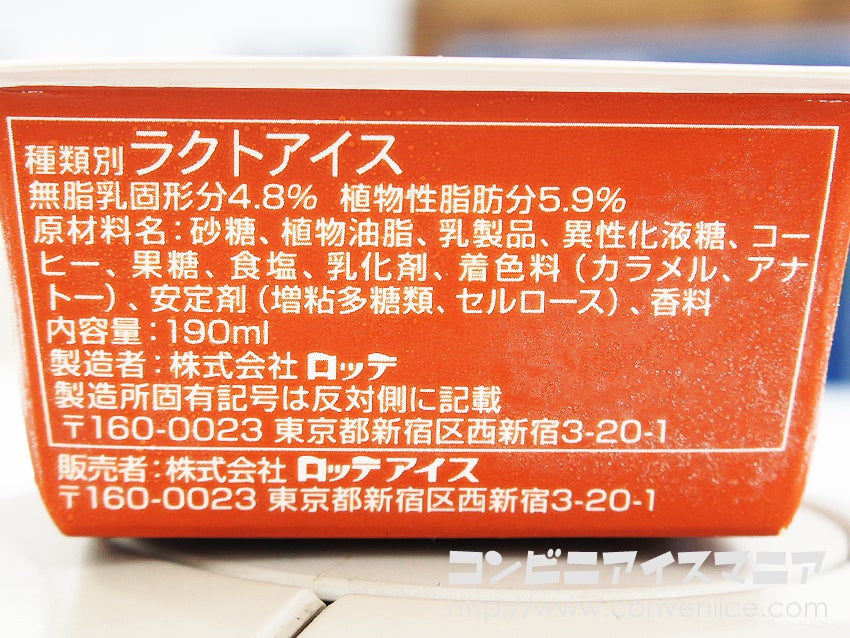 種類別ラクトアイス
無脂乳固形分4.8% 植物性脂肪分5.9%
原材料名：砂糖、植物油脂、乳製品、異性化液糖、コー
ヒー、果糖、食塩、乳化剤、着色料（カラメル、アナ
トー）、安定剤（増粘多糖類、セルロース）、香料
内容量：190ml
製造者：株式会社 ロッテ
製造所固有記号は反対側に記載
〒160-0023 東京都新宿区西新宿3-20-1
販売者：株式会社 ロッテアイス
〒160-0023 東京都新宿区西新宿3-20-1
コンビニアイスマニア
http://www.conveniice.com